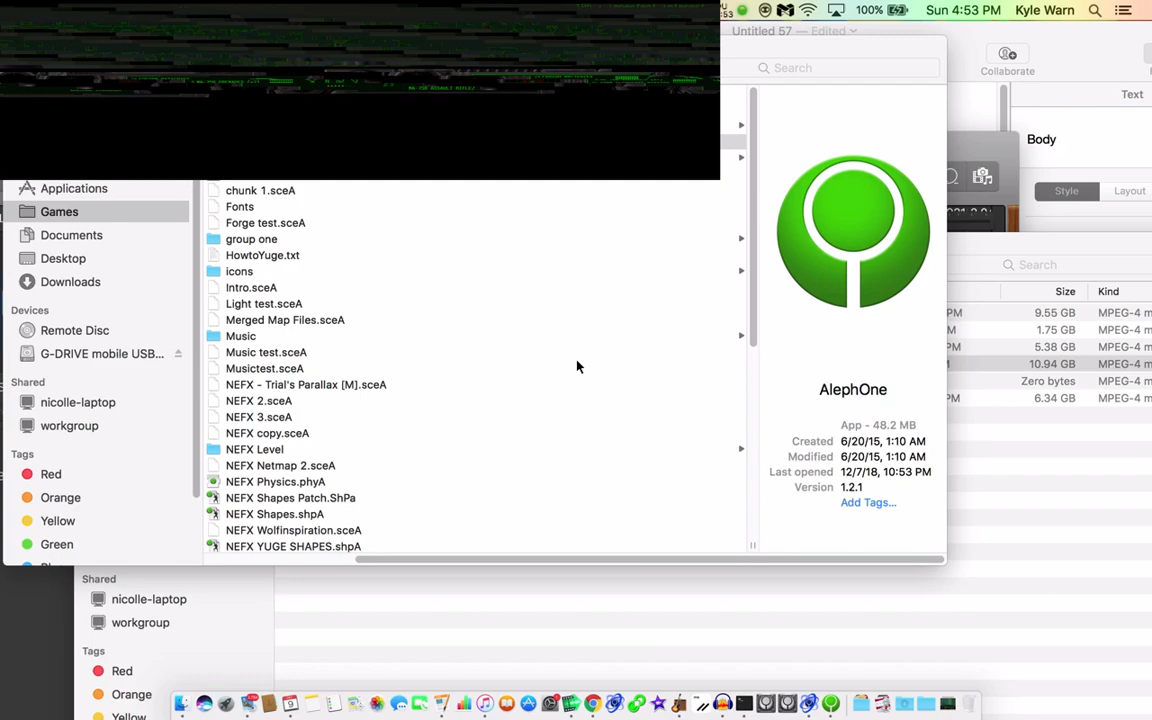 :53
100%
Sun 4:53 PM
Kyle Warn
Untitled 57 — Edited
Search
Collaborate
Text
Body
Style
Layout
MA-75B ASSAULT RIFLE/
Applications
Games
Documents
Desktop
Downloads
Devices
Remote Disc
G-DRIVE mobile USB...
Shared
nicolle-laptop
workgroup
Tags
Red
Orange
Yellow
Green
chunk 1.sceA
Fonts
Forge test.sceA
group one
HowtoYuge.txt
icons
Intro.sceA
Light test.sceA
Merged Map Files.sceA
Music
Music test.sceA
Musictest.sceA
NEFX - Trial's Parallax [M].sceA
NEFX 2.sceA
NEFX 3.sceA
NEFX copy.sceA
NEFX Level
NEFX Netmap 2.sceA
NEFX Physics.phyA
NEFX Shapes Patch.ShPa
NEFX Shapes.shpA
NEFX Wolfinspiration.sceA
NEFX YUGE SHAPES.shpA
AlephOne
App - 48.2 MB
Created 6/20/15, 1:10 AM
Modified 6/20/15, 1:10 AM
Last opened 12/7/18, 10:53 PM
Version 1.2.1
Add Tags...
Search
Size Kind
PM 9.55 GB MPEG-4 m
M 1.75 GB MPEG-4 m
PM 5.38 GB MPEG-4 m
10.94 GB MPEG-4 m
Zero bytes MPEG-4 m
PM 6.34 GB MPEG-4 m
Shared
nicolle-laptop
workgroup
Tags
Red
Orange
Yellow